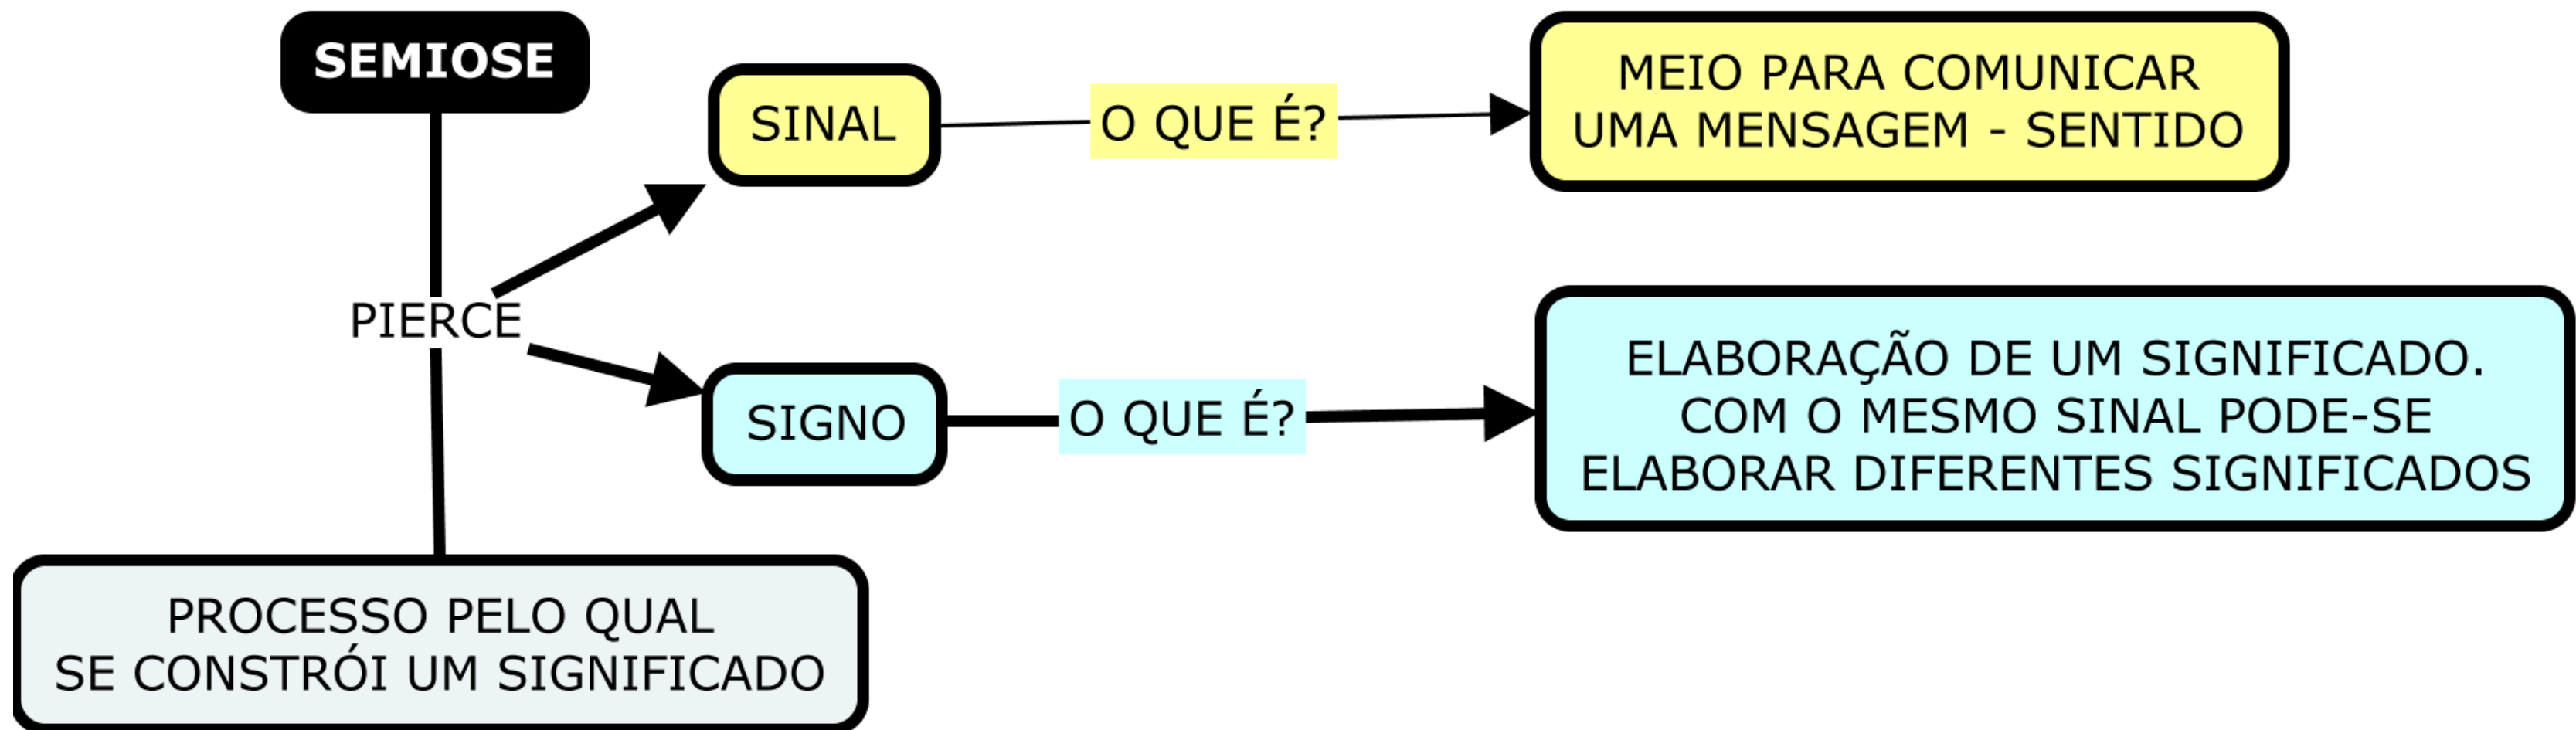 SEMIOSE
SINAL
O QUE É?
MEIO PARA COMUNICAR
UMA MENSAGEM - SENTIDO
PIERCE
SIGNO
O QUE É?
ELABORAÇÃO DE UM SIGNIFICADO.
COM O MESMO SINAL PODE-SE
ELABORAR DIFERENTES SIGNIFICADOS
PROCESSO PELO QUAL
SE CONSTRÓI UM SIGNIFICADO